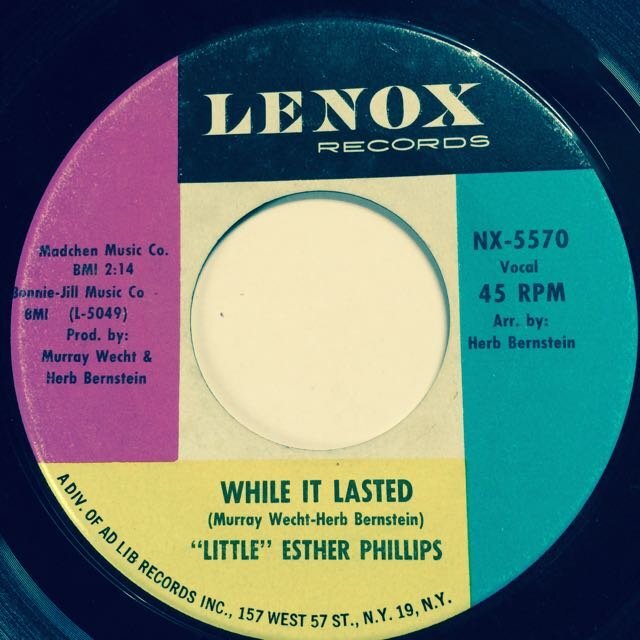 LENOX
RECORDS
Madchen Music Co.
BMI 2:14
Bonnie-Jill Music Co -
BMI (L-5049)
Prod. by:
Murray Wecht &
Herb Bernstein
NX-5570
Vocal
45 RPM
Arr. by:
Herb Bernstein
WHILE IT LASTED
(Murray Wecht-Herb Bernstein)
"LITTLE" ESTHER PHILLIPS
A DIV. OF AD LIB RECORDS INC., 157 WEST 57 ST., N.Y. 19, N.Y.